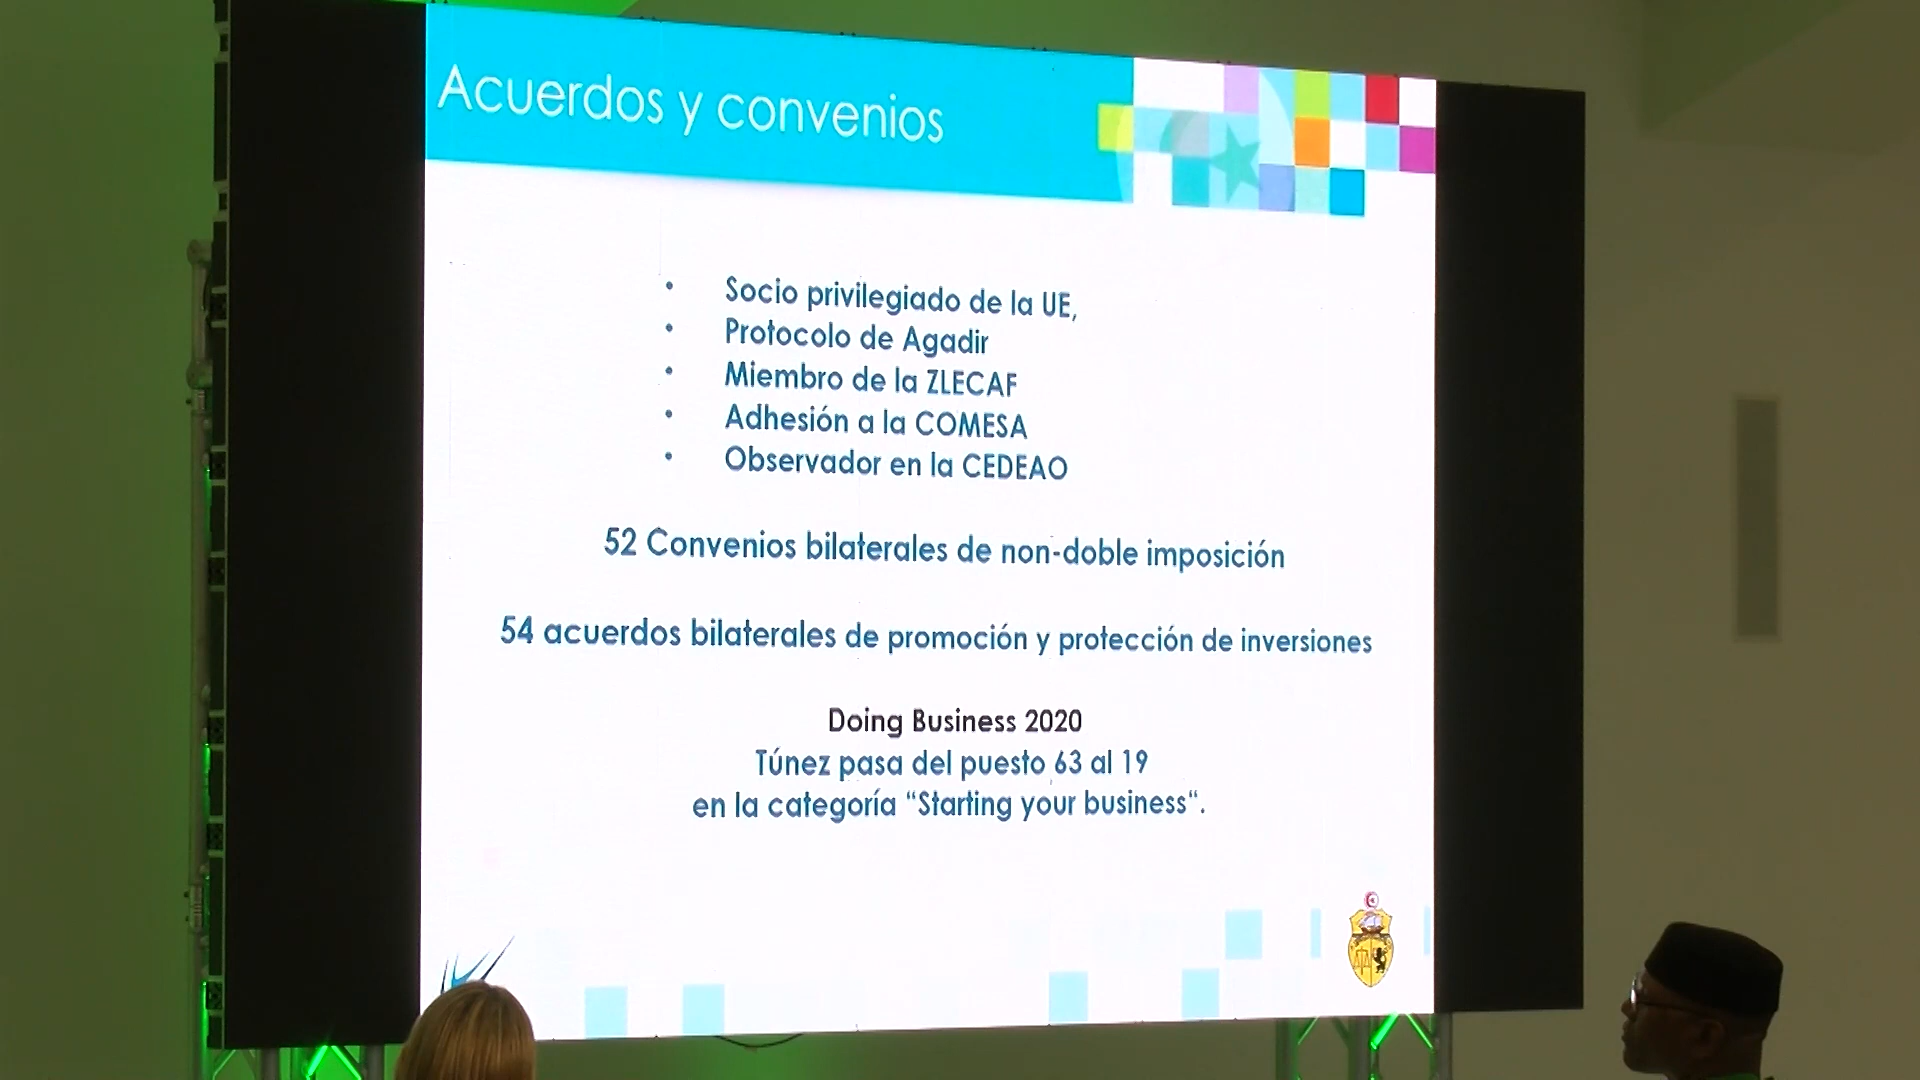 Acuerdos y convenios
• Socio privilegiado de la UE,
• Protocolo de Agadir
• Miembro de la ZLECAF
• Adhesión a la COMESA
• Observador en la CEDEAO
52 Convenios bilaterales de non-doble imposición
54 acuerdos bilaterales de promoción y protección de inversiones
Doing Business 2020
Túnez pasa del puesto 63 al 19
en la categoría “Starting your business“.